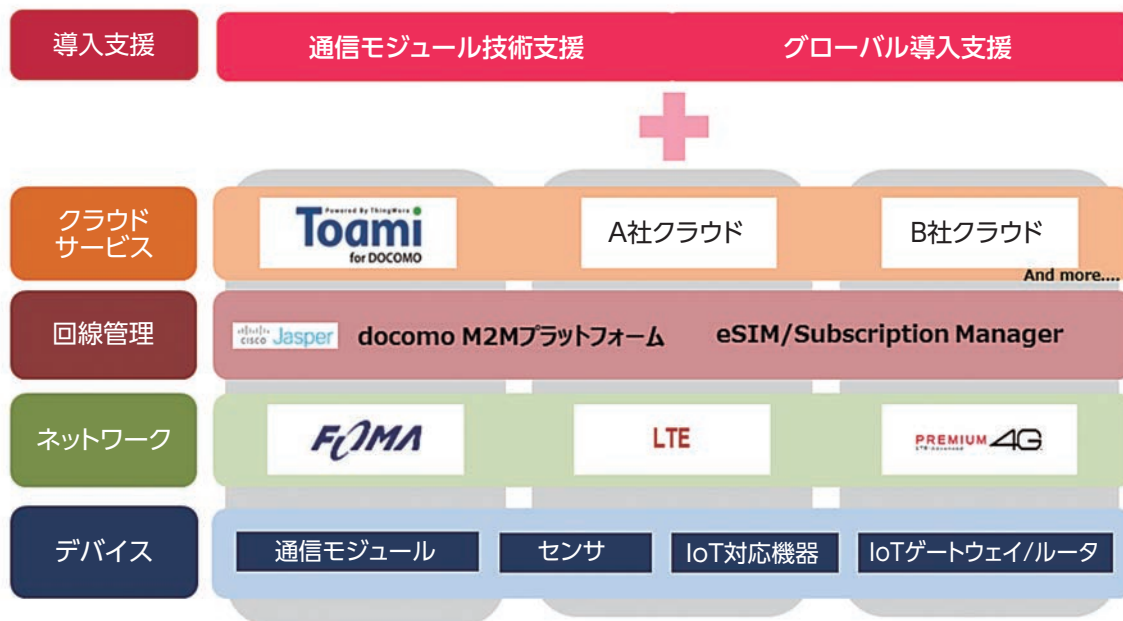 導入支援
通信モジュール技術支援
グローバル導入支援
クラウド
サービス
Powered By ThingWorx
Toami
for DOCOMO
A社クラウド
B社クラウド
And more....
回線管理
cisco Jasper
docomo M2Mプラットフォーム
eSIM/Subscription Manager
ネットワーク
FOMA
LTE
PREMIUM 4G
LTE-Advanced
デバイス
通信モジュール
センサ
IoT対応機器
IoTゲートウェイ/ルータ